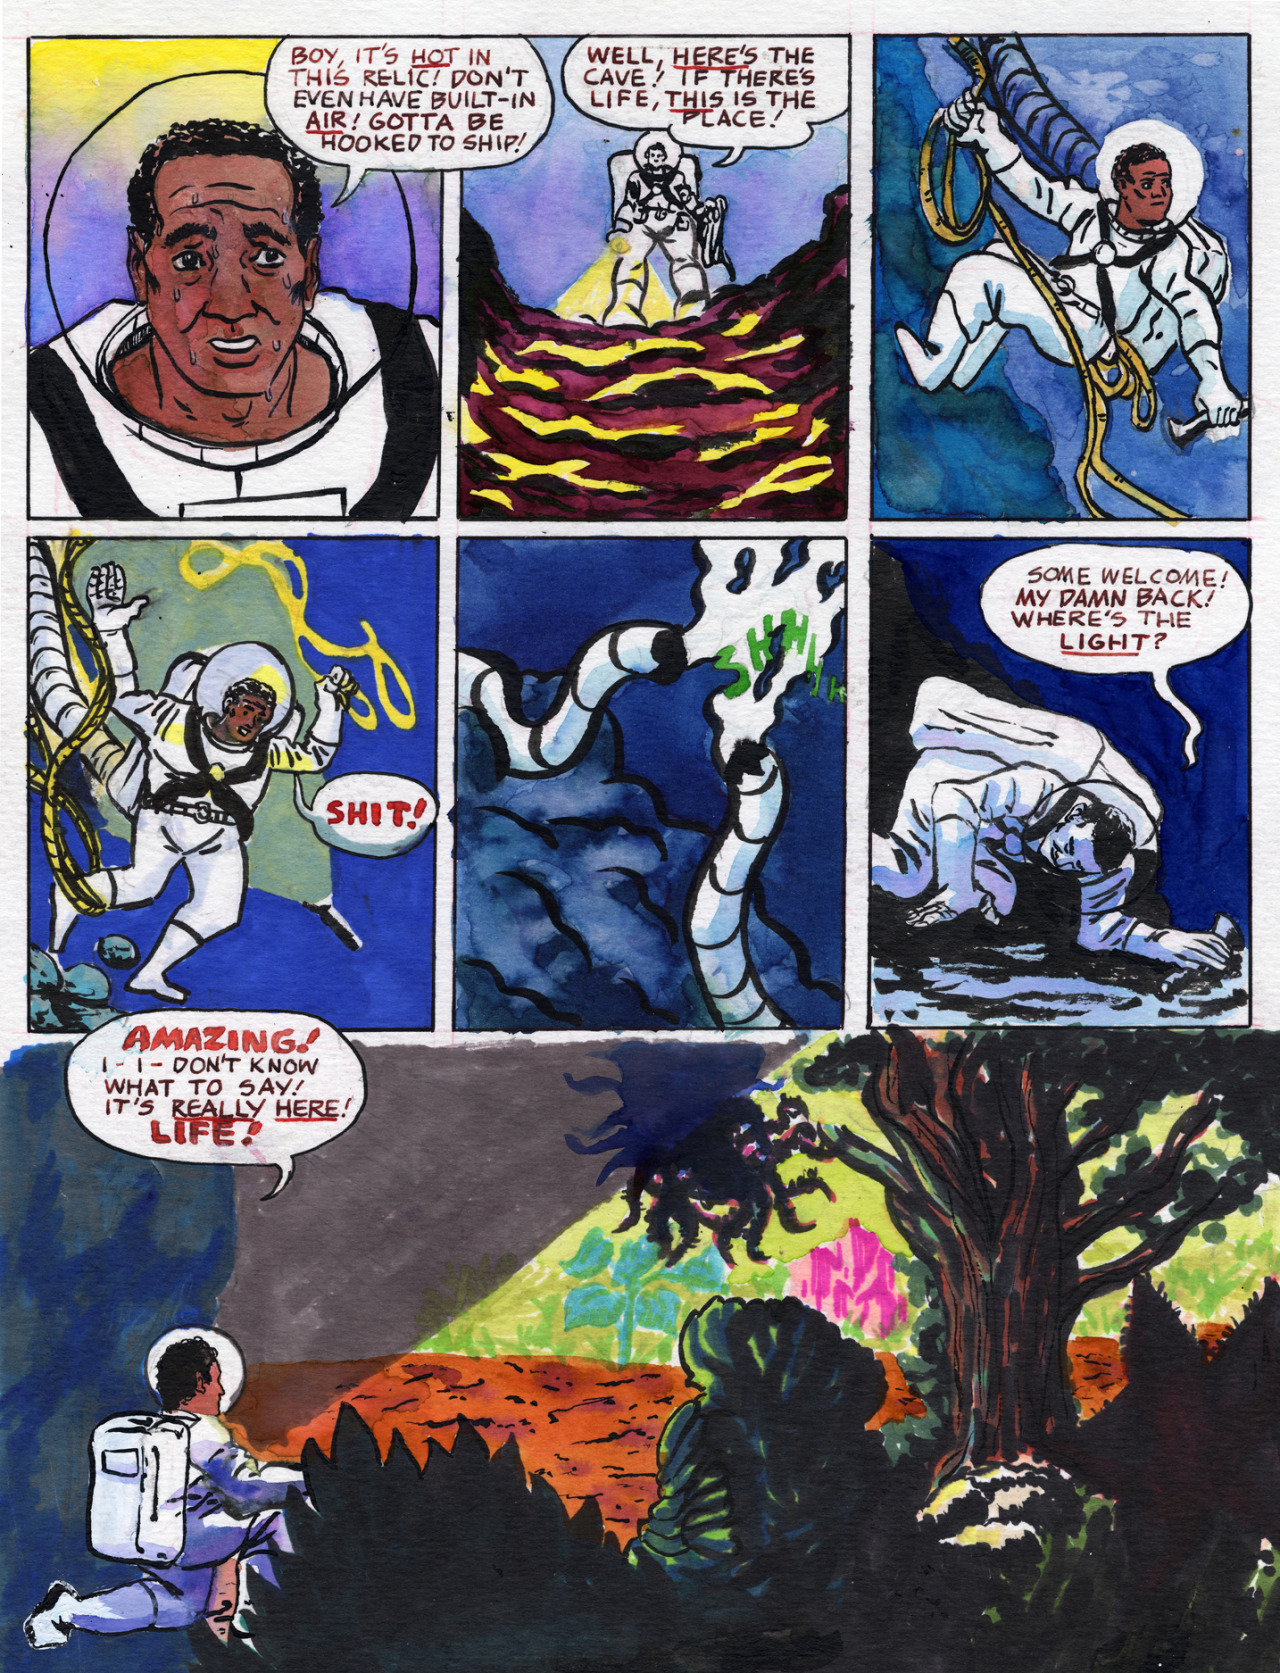 BOY, IT'S HOT IN
THIS RELIC! DON'T
EVEN HAVE BUILT-IN
AIR! GOTTA BE
HOOKED TO SHIP!
WELL, HERE'S THE
CAVE! IF THERE'S
LIFE, THIS IS THE
PLACE!
SHIT!
SHHH
SOME WELCOME!
MY DAMN BACK!
WHERE'S THE
LIGHT?
AMAZING!
I-I-DON'T KNOW
WHAT TO SAY!
IT'S REALLY HERE!
LIFE!